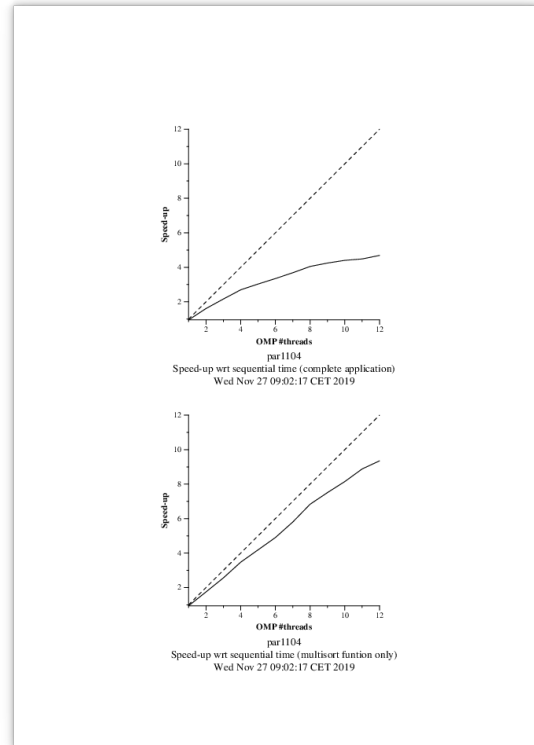 12
10
8
6
4
2
Speed-up
2 4 6 8 10 12
OMP #threads
par1104
Speed-up wrt sequential time (complete application)
Wed Nov 27 09:02:17 CET 2019
12
10
8
6
4
2
Speed-up
2 4 6 8 10 12
OMP #threads
par1104
Speed-up wrt sequential time (multisort funtion only)
Wed Nov 27 09:02:17 CET 2019